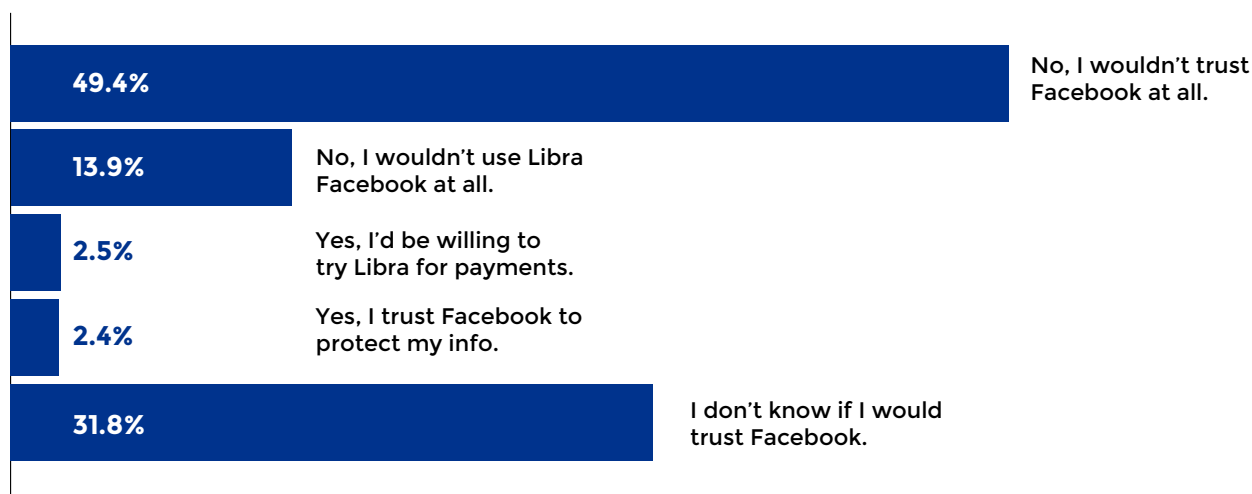 49.4%
No, I wouldn’t trust
Facebook at all.
13.9%
No, I wouldn’t use Libra
Facebook at all.
2.5%
Yes, I’d be willing to
try Libra for payments.
2.4%
Yes, I trust Facebook to
protect my info.
31.8%
I don’t know if I would
trust Facebook.